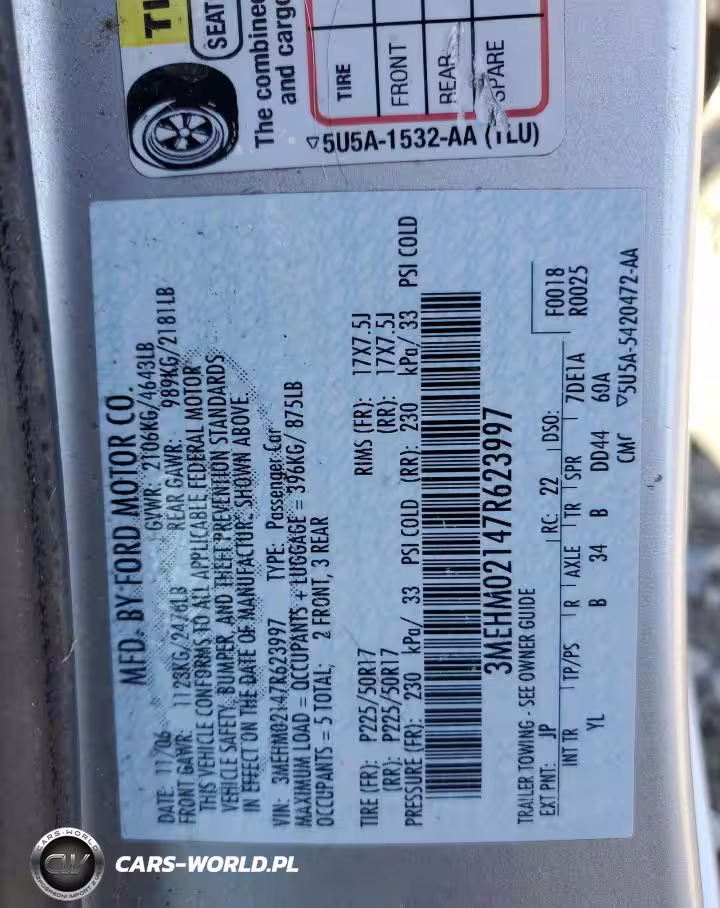 SEAT
The combine
and cargo
TIRE
FRONT
REAR
SPARE
▽5U5A-1532-AA (TLU)
MFD. BY FORD MOTOR CO.
DATE: 11/06 GVWR: 2106KG/4643LB
FRONT GAWR: 1123KG/2476LB REAR GAWR: 989KG/2181LB
THIS VEHICLE CONFORMS TO ALL APPLICABLE FEDERAL MOTOR
VEHICLE SAFETY, BUMPER, AND THEFT PREVENTION STANDARDS
IN EFFECT ON THE DATE OF MANUFACTURE SHOWN ABOVE
VIN: 3MEHM02147R623997 TYPE: Passenger Car
MAXIMUM LOAD = OCCUPANTS + LUGGAGE = 396KG/ 875LB
OCCUPANTS = 5 TOTAL; 2 FRONT, 3 REAR
TIRE (FR): P225/50R17 RIMS (FR): 17X7.5J
(RR): P225/50R17 (RR): 17X7.5J
PRESSURE (FR): 230 kPa/ 33 PSI COLD (RR): 230 kPa/ 33 PSI COLD
3MEHM02147R623997
TRAILER TOWING - SEE OWNER GUIDE
F0018
R0025
EXT PNT: JP RC: 22 DSO:
INT TR TP/PS R AXLE TR SPR 7DE1A
YL B 34 B DD44 60A
CMC ▽5U5A-5420472-AA
CARS-WORLD
CW
CARS-WORLD.PL